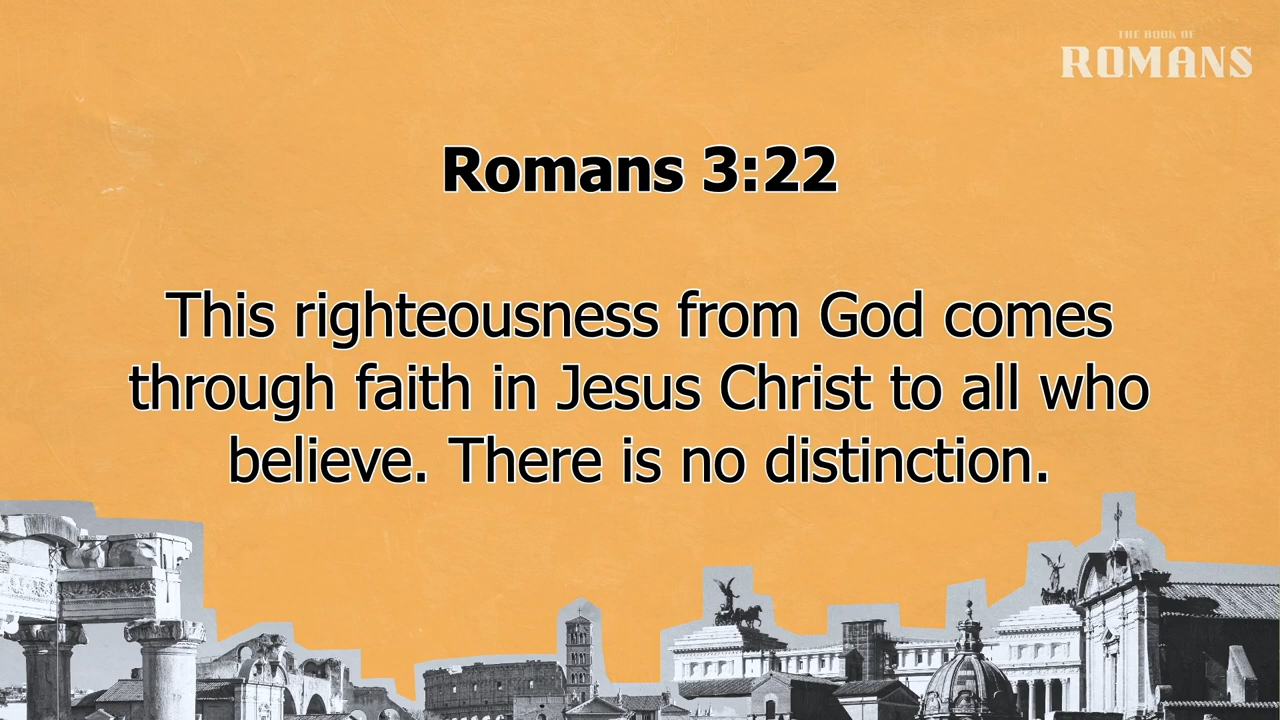 THE BOOK OF
ROMANS
Romans 3:22
This righteousness from God comes
through faith in Jesus Christ to all who
believe. There is no distinction.